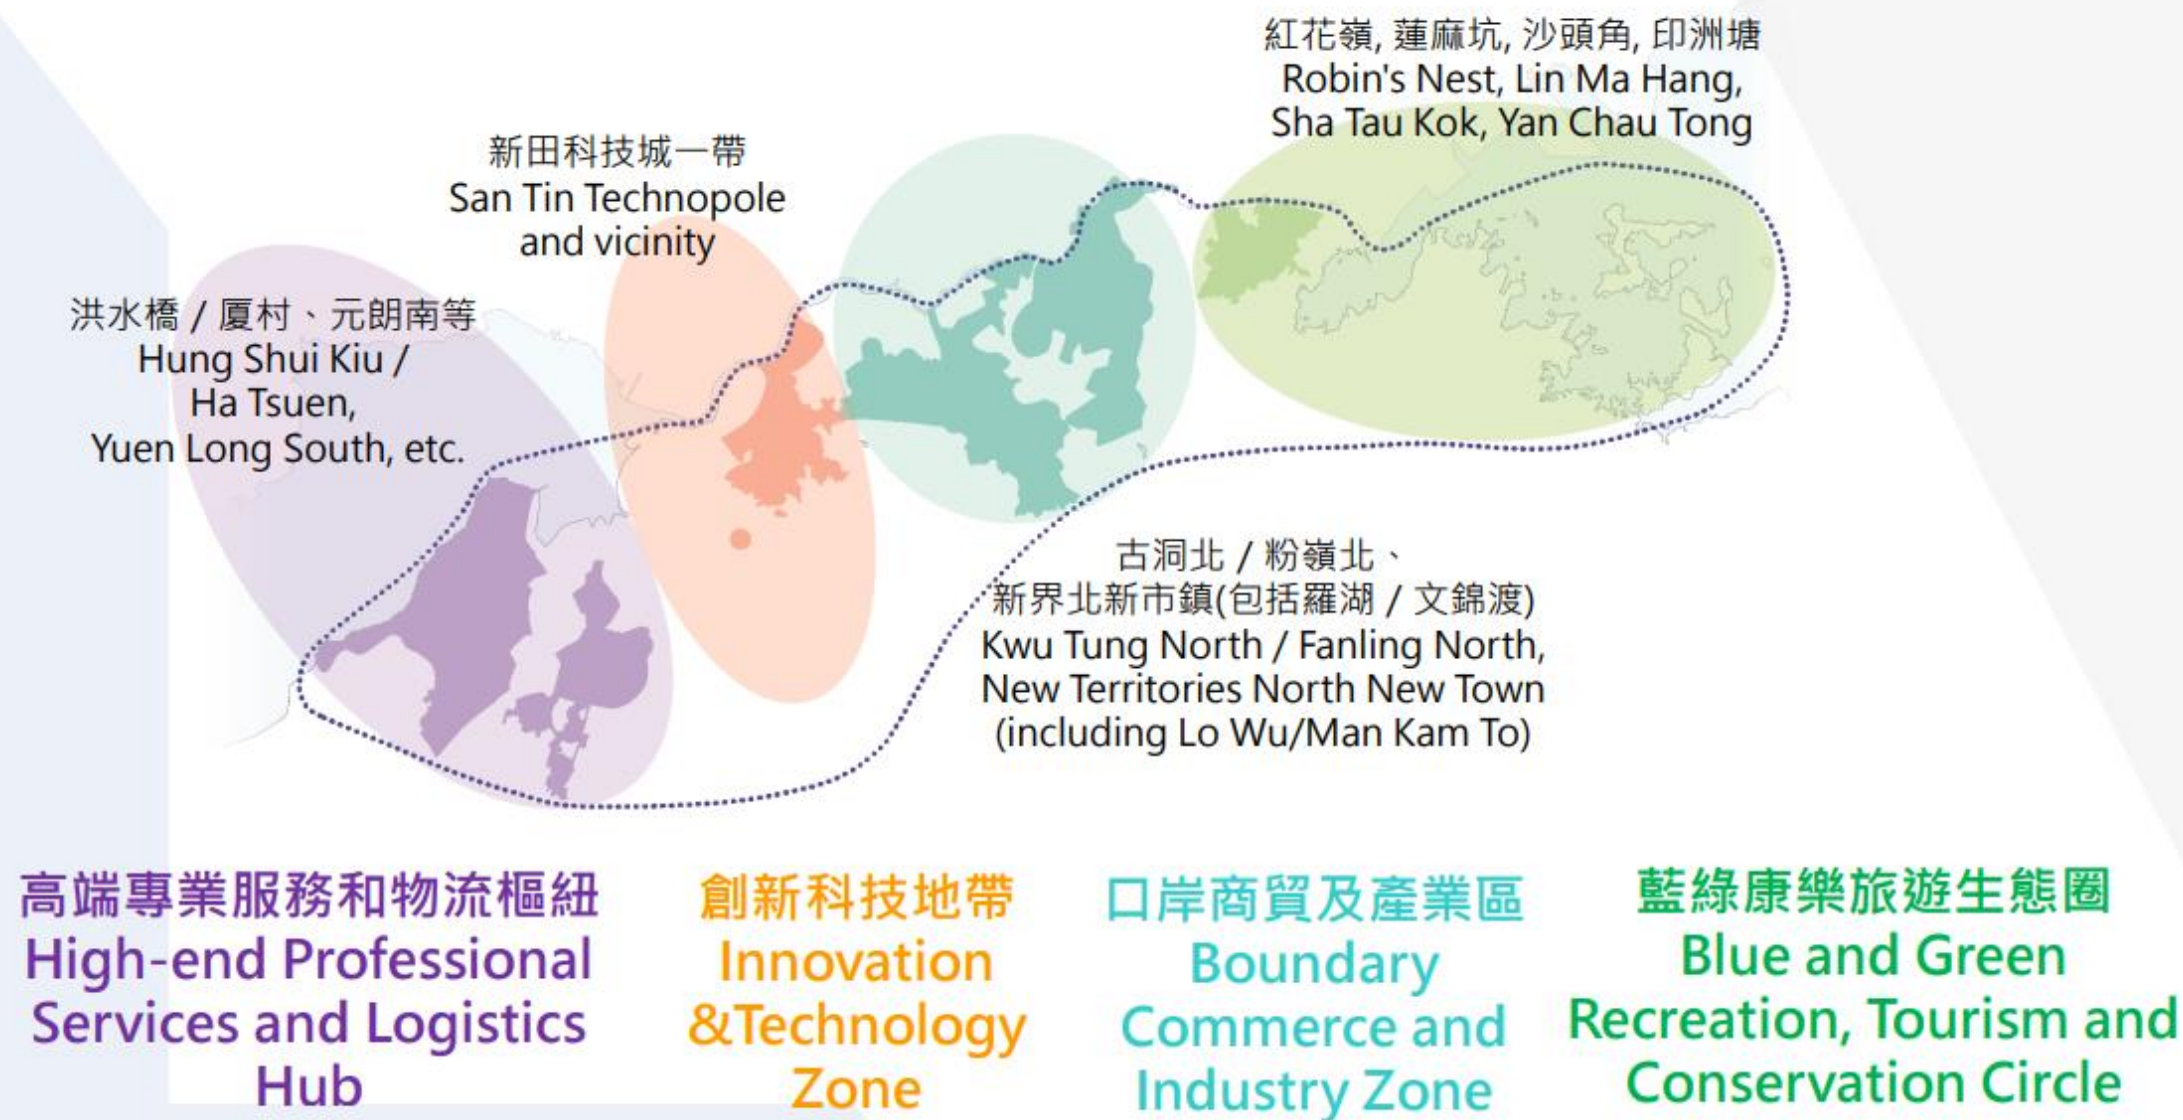 紅花嶺, 蓮麻坑, 沙頭角, 印洲塘
Robin's Nest, Lin Ma Hang,
Sha Tau Kok, Yan Chau Tong
新田科技城一帶
San Tin Technopole
and vicinity
洪水橋 / 厦村、元朗南等
Hung Shui Kiu /
Ha Tsuen,
Yuen Long South, etc.
古洞北 / 粉嶺北、
新界北新市鎮(包括羅湖 / 文錦渡)
Kwu Tung North / Fanling North,
New Territories North New Town
(including Lo Wu/Man Kam To)
高端專業服務和物流樞紐
High-end Professional
Services and Logistics
Hub
創新科技地帶
Innovation
&Technology
Zone
口岸商貿及產業區
Boundary
Commerce and
Industry Zone
藍綠康樂旅遊生態圈
Blue and Green
Recreation, Tourism and
Conservation Circle